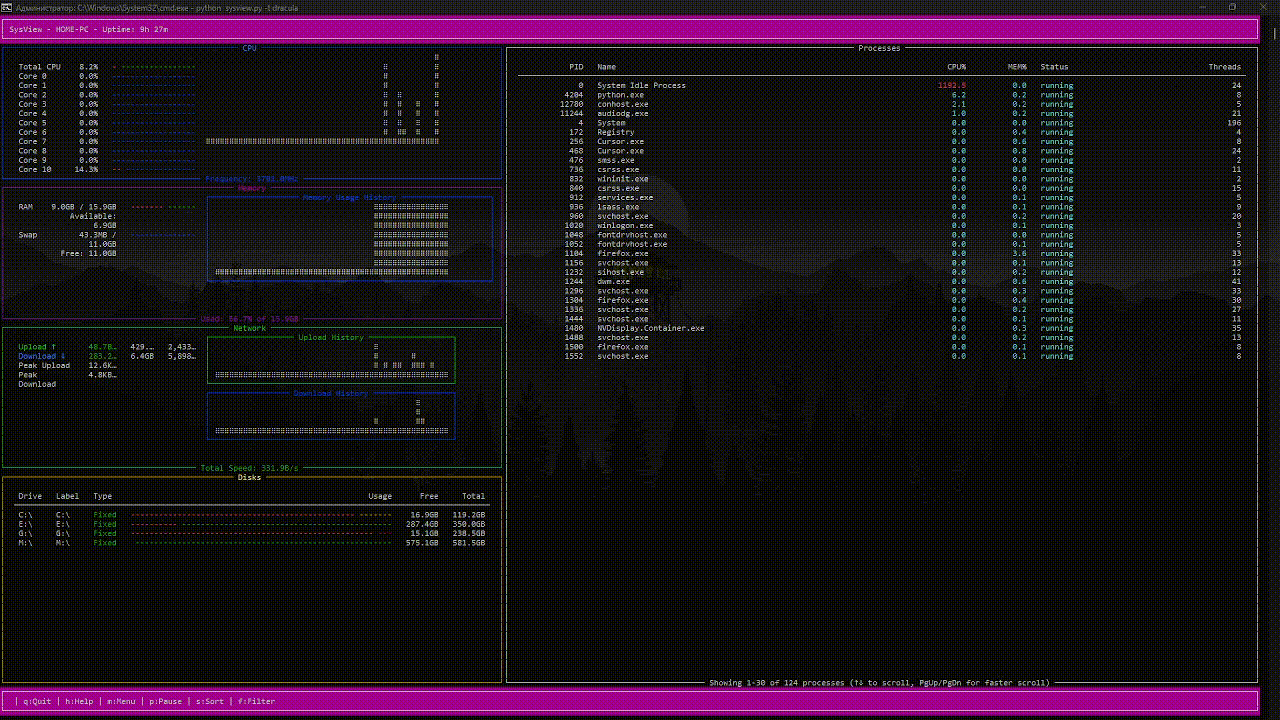 Администратор: C:\Windows\System32\cmd.exe - python sysview.py -t dracula
SysView - HOME-PC - Uptime: 9h 27m
CPU
Total CPU 8.2%
Core 0 0.0%
Core 1 0.0%
Core 2 0.0%
Core 3 0.0%
Core 4 0.0%
Core 5 0.0%
Core 6 0.0%
Core 7 0.0%
Core 8 0.0%
Core 9 0.0%
Core 10 14.3%
Frequency: 3701.0MHz
Memory
Memory Usage History
RAM 9.0GB / 15.9GB
Available:
6.9GB
Swap 43.3MB /
11.0GB
Free: 11.0GB
Used: 56.7% of 15.9GB
Network
Upload History
Upload ↑ 48.7B… 429.… 2,433…
Download ↓ 283.2… 6.4GB 5,898…
Peak Upload 12.6K…
Peak 4.8KB…
Download
Download History
Total Speed: 331.9B/s
Disks
Drive Label Type Usage Free Total
C:\ C:\ Fixed 16.9GB 119.2GB
E:\ E:\ Fixed 287.4GB 350.0GB
G:\ G:\ Fixed 15.1GB 238.5GB
M:\ M:\ Fixed 575.1GB 581.5GB
Processes
PID Name CPU% MEM% Status Threads
0 System Idle Process 1192.5 0.0 running 24
4204 python.exe 6.2 0.2 running 8
12780 conhost.exe 2.1 0.2 running 5
11244 audiodg.exe 1.0 0.2 running 21
4 System 0.0 0.0 running 196
172 Registry 0.0 0.4 running 4
256 Cursor.exe 0.0 0.6 running 8
468 Cursor.exe 0.0 0.8 running 24
476 smss.exe 0.0 0.0 running 2
736 csrss.exe 0.0 0.0 running 11
832 wininit.exe 0.0 0.0 running 2
840 csrss.exe 0.0 0.0 running 15
912 services.exe 0.0 0.1 running 5
936 lsass.exe 0.0 0.1 running 9
960 svchost.exe 0.0 0.2 running 20
1020 winlogon.exe 0.0 0.1 running 3
1048 fontdrvhost.exe 0.0 0.0 running 5
1052 fontdrvhost.exe 0.0 0.1 running 5
1104 firefox.exe 0.0 3.6 running 33
1156 svchost.exe 0.0 0.1 running 13
1232 sihost.exe 0.0 0.2 running 12
1244 dwm.exe 0.0 0.6 running 41
1296 svchost.exe 0.0 0.3 running 33
1304 firefox.exe 0.0 0.4 running 30
1336 svchost.exe 0.0 0.2 running 27
1444 svchost.exe 0.0 0.1 running 11
1480 NVDisplay.Container.exe 0.0 0.3 running 35
1488 svchost.exe 0.0 0.2 running 13
1500 firefox.exe 0.0 0.1 running 8
1552 svchost.exe 0.0 0.1 running 8
Showing 1-30 of 124 processes (↑↓ to scroll, PgUp/PgDn for faster scroll)
| q:Quit | h:Help | m:Menu | p:Pause | s:Sort | f:Filter